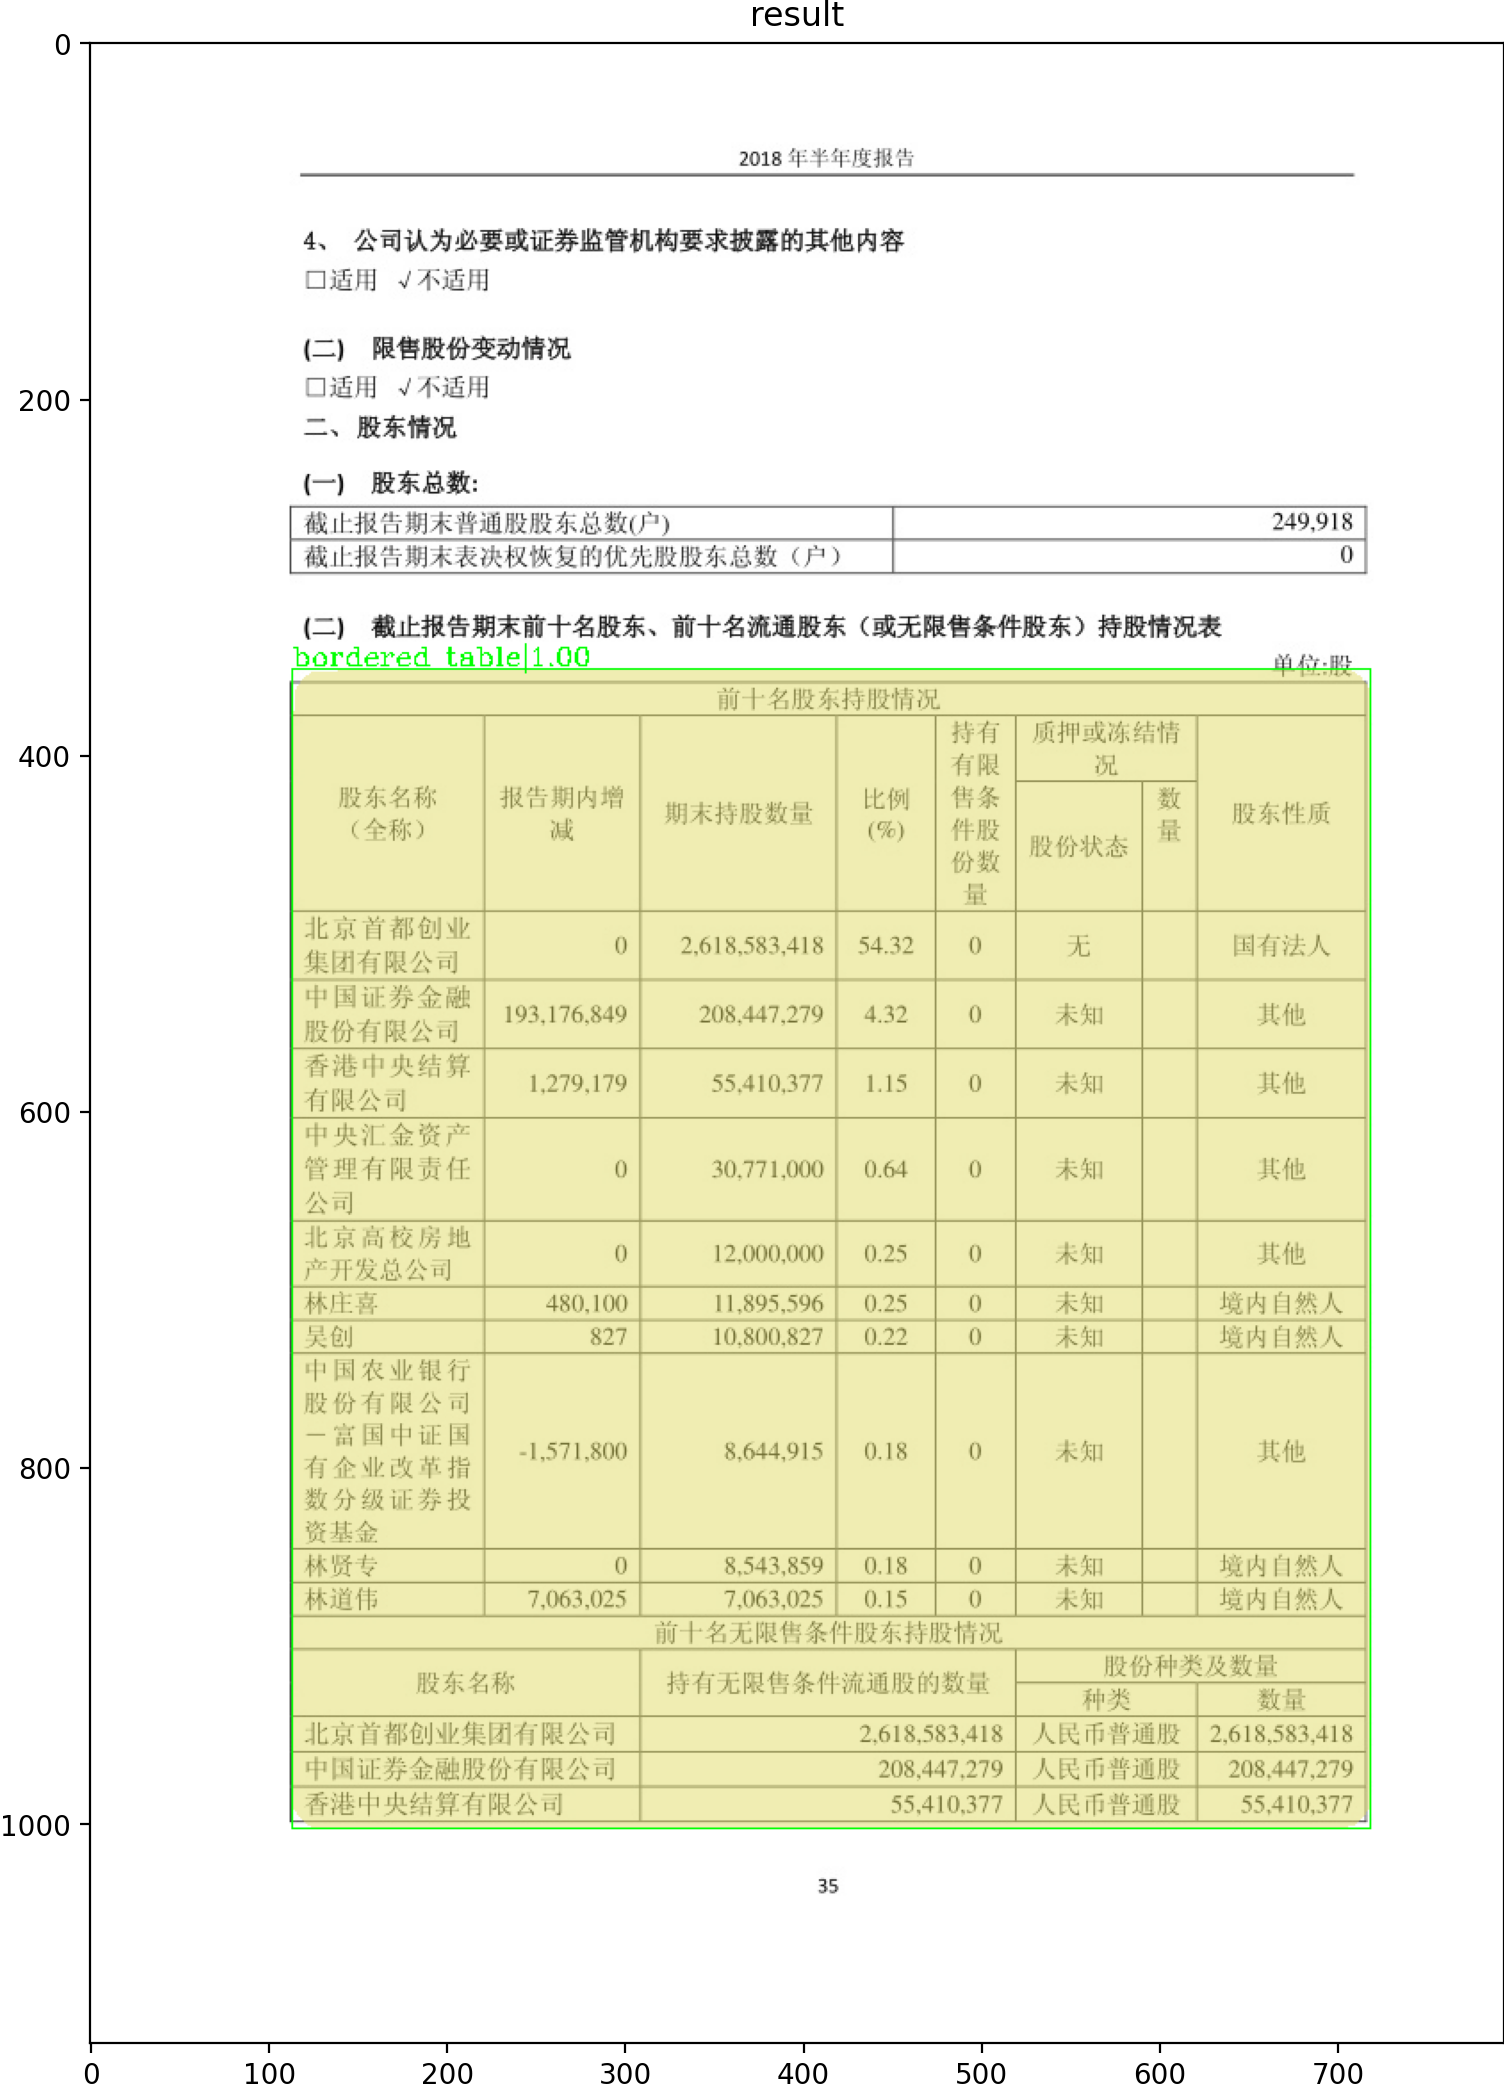 result
0
2018 年半年度报告
4、 公司认为必要或证券监管机构要求披露的其他内容
□适用 √不适用
(二) 限售股份变动情况
□适用 √不适用
200
二、股东情况
(一) 股东总数:
截止报告期末普通股股东总数(户) 249,918
截止报告期末表决权恢复的优先股股东总数（户） 0
(二) 截止报告期末前十名股东、前十名流通股东（或无限售条件股东）持股情况表
bordered_table|1.00
单位:股
前十名股东持股情况
400
股东名称
（全称）
报告期内增
减
期末持股数量
比例
(%)
持有
有限
售条
件股
份数
量
质押或冻结情
况
股份状态
数
量
股东性质
北京首都创业
集团有限公司
0 2,618,583,418 54.32 0 无 国有法人
中国证券金融
股份有限公司
193,176,849 208,447,279 4.32 0 未知 其他
香港中央结算
有限公司
1,279,179 55,410,377 1.15 0 未知 其他
600
中央汇金资产
管理有限责任
公司
0 30,771,000 0.64 0 未知 其他
北京高校房地
产开发总公司
0 12,000,000 0.25 0 未知 其他
林庄喜 480,100 11,895,596 0.25 0 未知 境内自然人
吴创 827 10,800,827 0.22 0 未知 境内自然人
中国农业银行
股份有限公司
－富国中证国
有企业改革指
数分级证券投
资基金
-1,571,800 8,644,915 0.18 0 未知 其他
800
林贤专 0 8,543,859 0.18 0 未知 境内自然人
林道伟 7,063,025 7,063,025 0.15 0 未知 境内自然人
前十名无限售条件股东持股情况
股东名称 持有无限售条件流通股的数量 股份种类及数量
种类 数量
北京首都创业集团有限公司 2,618,583,418 人民币普通股 2,618,583,418
中国证券金融股份有限公司 208,447,279 人民币普通股 208,447,279
香港中央结算有限公司 55,410,377 人民币普通股 55,410,377
1000
35
0 100 200 300 400 500 600 700